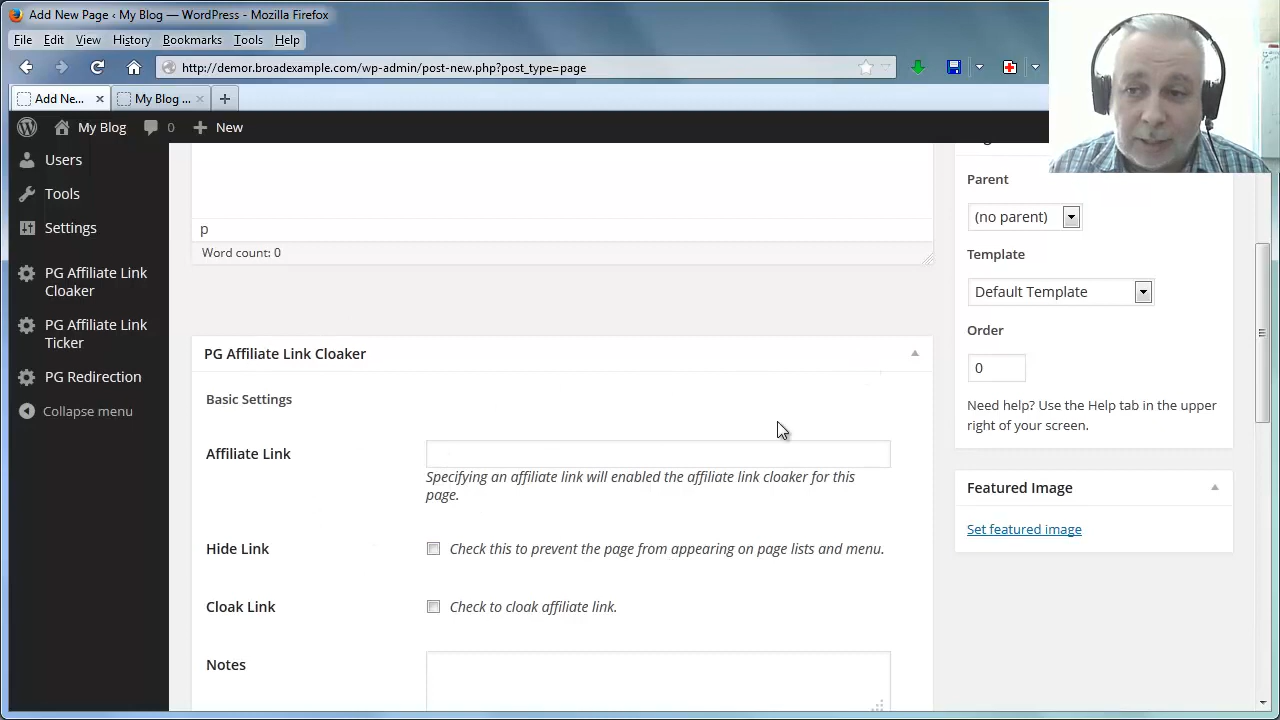 Add New Page ‹ My Blog — WordPress - Mozilla Firefox
File Edit View History Bookmarks Tools Help
http://demor.broadexample.com/wp-admin/post-new.php?post_type=page
Add Ne... × My Blog ... × +
My Blog 0 New
Users
Tools
Settings
PG Affiliate Link
Cloaker
PG Affiliate Link
Ticker
PG Redirection
Collapse menu
p
Word count: 0
PG Affiliate Link Cloaker
Basic Settings
Affiliate Link
Specifying an affiliate link will enabled the affiliate link cloaker for this
page.
Hide Link
Check this to prevent the page from appearing on page lists and menu.
Cloak Link
Check to cloak affiliate link.
Notes
Parent
(no parent)
Template
Default Template
Order
0
Need help? Use the Help tab in the upper
right of your screen.
Featured Image
Set featured image